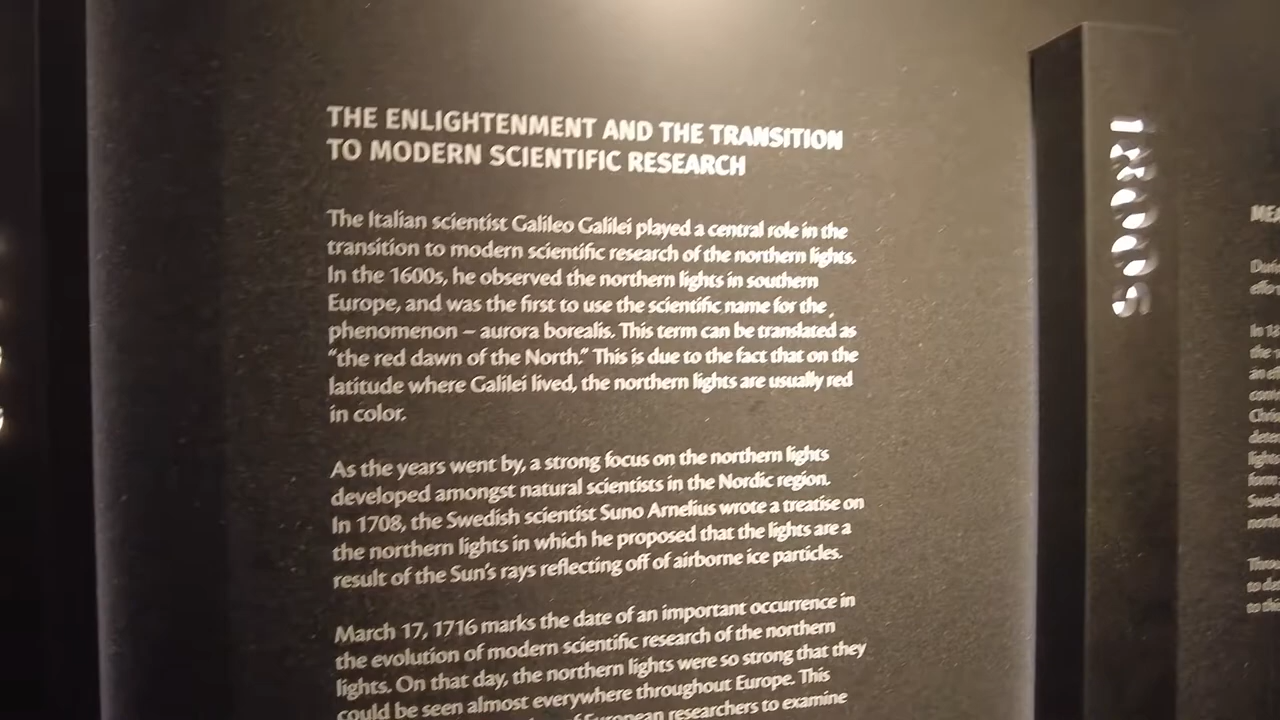 THE ENLIGHTENMENT AND THE TRANSITION
TO MODERN SCIENTIFIC RESEARCH
The Italian scientist Galileo Galilei played a central role in the
transition to modern scientific research of the northern lights.
In the 1600s, he observed the northern lights in southern
Europe, and was the first to use the scientific name for the
phenomenon – aurora borealis. This term can be translated as
“the red dawn of the North.” This is due to the fact that on the
latitude where Galilei lived, the northern lights are usually red
in color.
As the years went by, a strong focus on the northern lights
developed amongst natural scientists in the Nordic region.
In 1708, the Swedish scientist Suno Arnelius wrote a treatise on
the northern lights in which he proposed that the lights are a
result of the Sun’s rays reflecting off of airborne ice particles.
March 17, 1716 marks the date of an important occurrence in
the evolution of modern scientific research of the northern
lights. On that day, the northern lights were so strong that they
could be seen almost everywhere throughout Europe. This
European researchers to examine
1800S